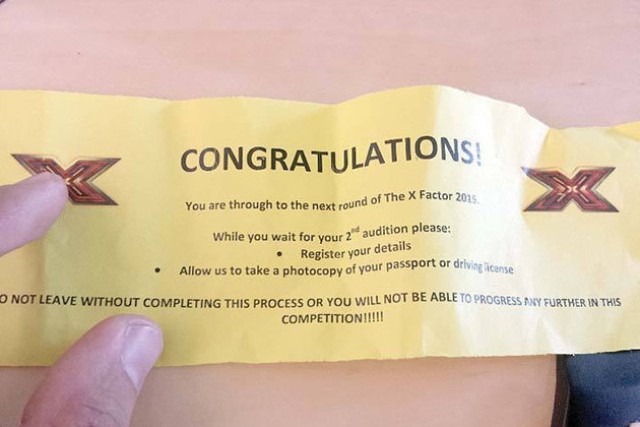 CONGRATULATIONS!
You are through to the next round of The X Factor 2015.
While you wait for your 2nd audition please:
• Register your details
• Allow us to take a photocopy of your passport or driving license
O NOT LEAVE WITHOUT COMPLETING THIS PROCESS OR YOU WILL NOT BE ABLE TO PROGRESS ANY FURTHER IN THIS
COMPETITION!!!!!